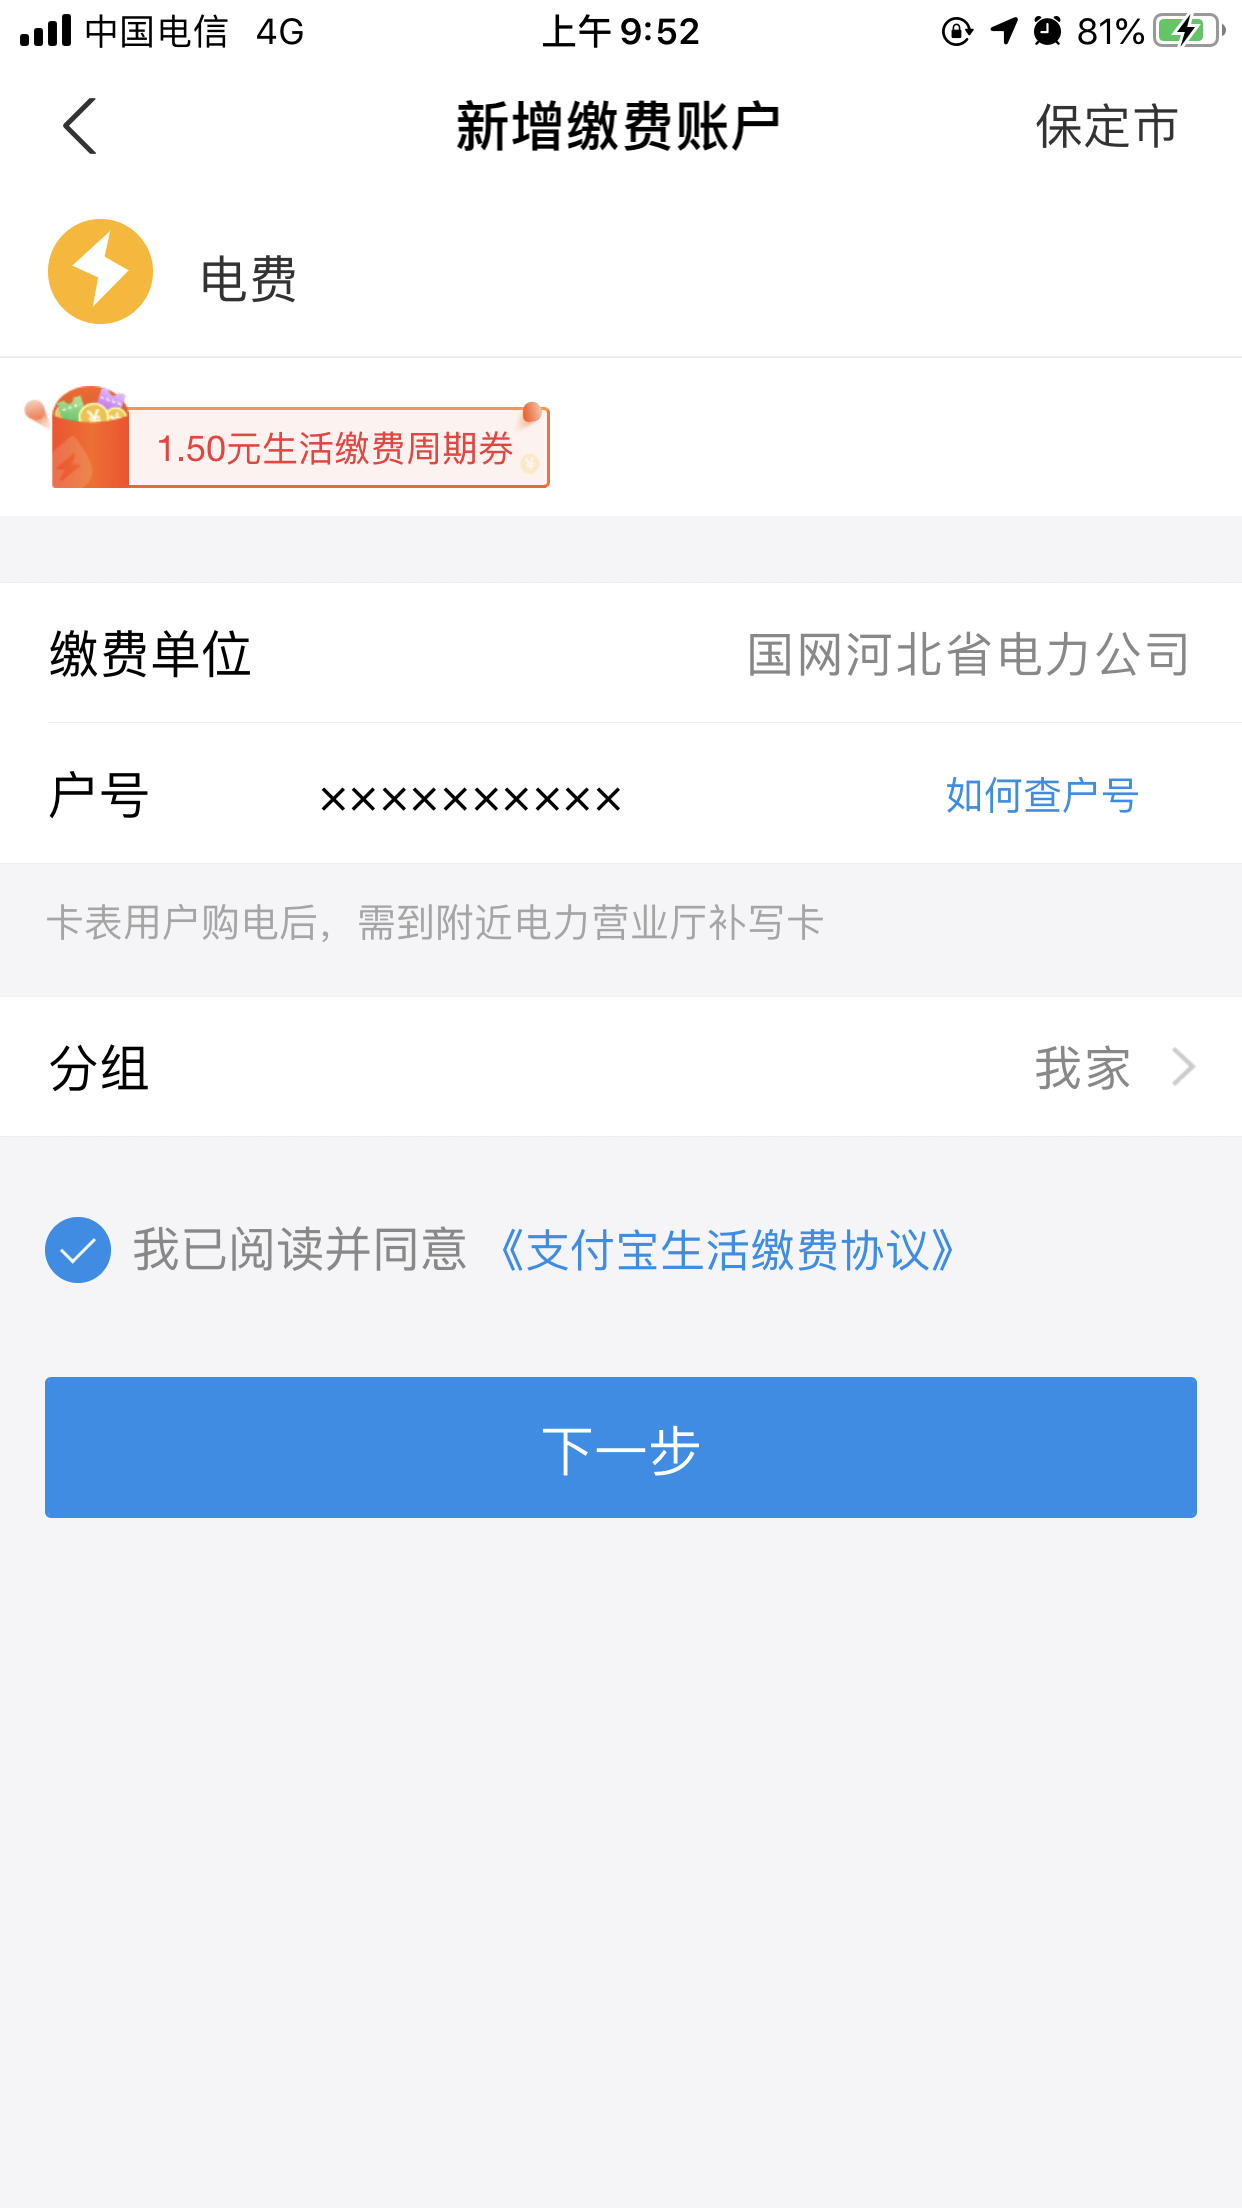 中国电信 4G 上午 9:52 81%
新增缴费账户 保定市
电费
1.50元生活缴费周期券
缴费单位 国网河北省电力公司
户号 ×××××××××× 如何查户号
卡表用户购电后，需到附近电力营业厅补写卡
分组 我家
我已阅读并同意 《支付宝生活缴费协议》
下一步